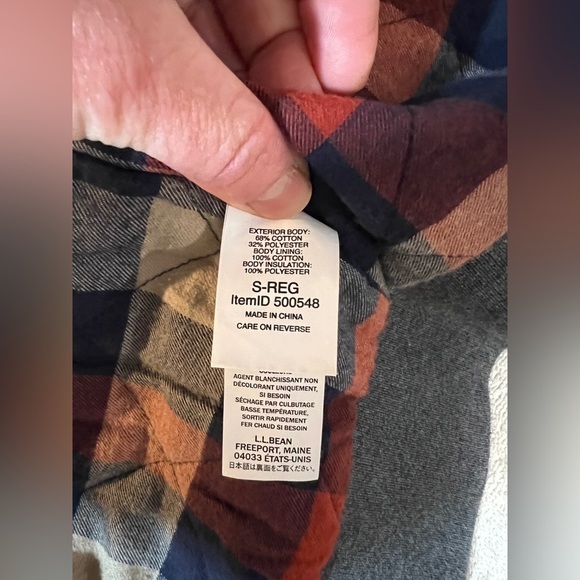 EXTERIOR BODY:
68% COTTON
32% POLYESTER
BODY LINING:
100% COTTON
BODY INSULATION:
100% POLYESTER
S-REG
ItemID 500548
MADE IN CHINA
CARE ON REVERSE
AGENT BLANCHISSANT NON
DÉCOLORANT UNIQUEMENT,
SI BESOIN
SÉCHAGE PAR CULBUTAGE
BASSE TEMPÉRATURE,
SORTIR RAPIDEMENT
FER CHAUD SI BESOIN
L.L.BEAN
FREEPORT, MAINE
04033 ÉTATS-UNIS
日本語は裏面をご覧ください。